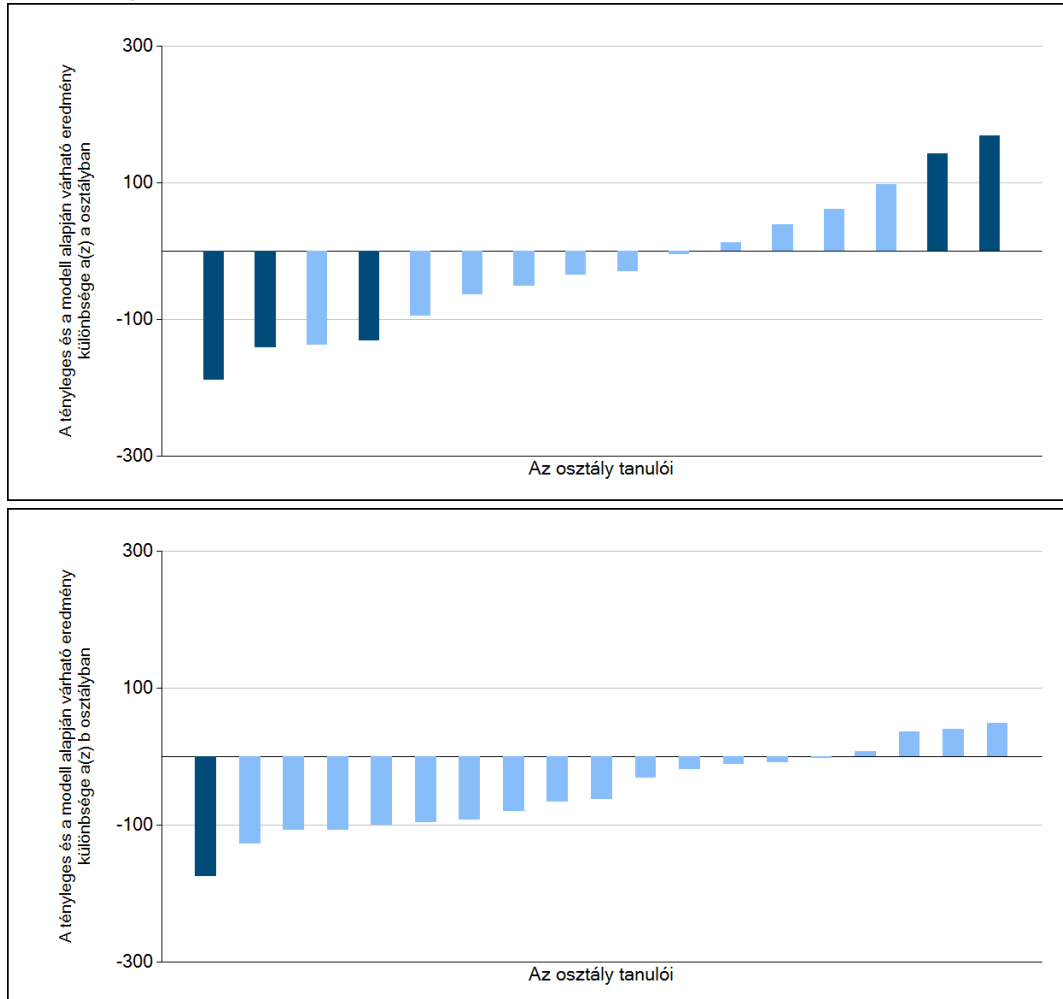 A tényleges és a modell alapján várható eredmény
különbsége a(z) a osztályban
300
100
-100
-300
Az osztály tanulói
A tényleges és a modell alapján várható eredmény
különbsége a(z) b osztályban
300
100
-100
-300
Az osztály tanulói